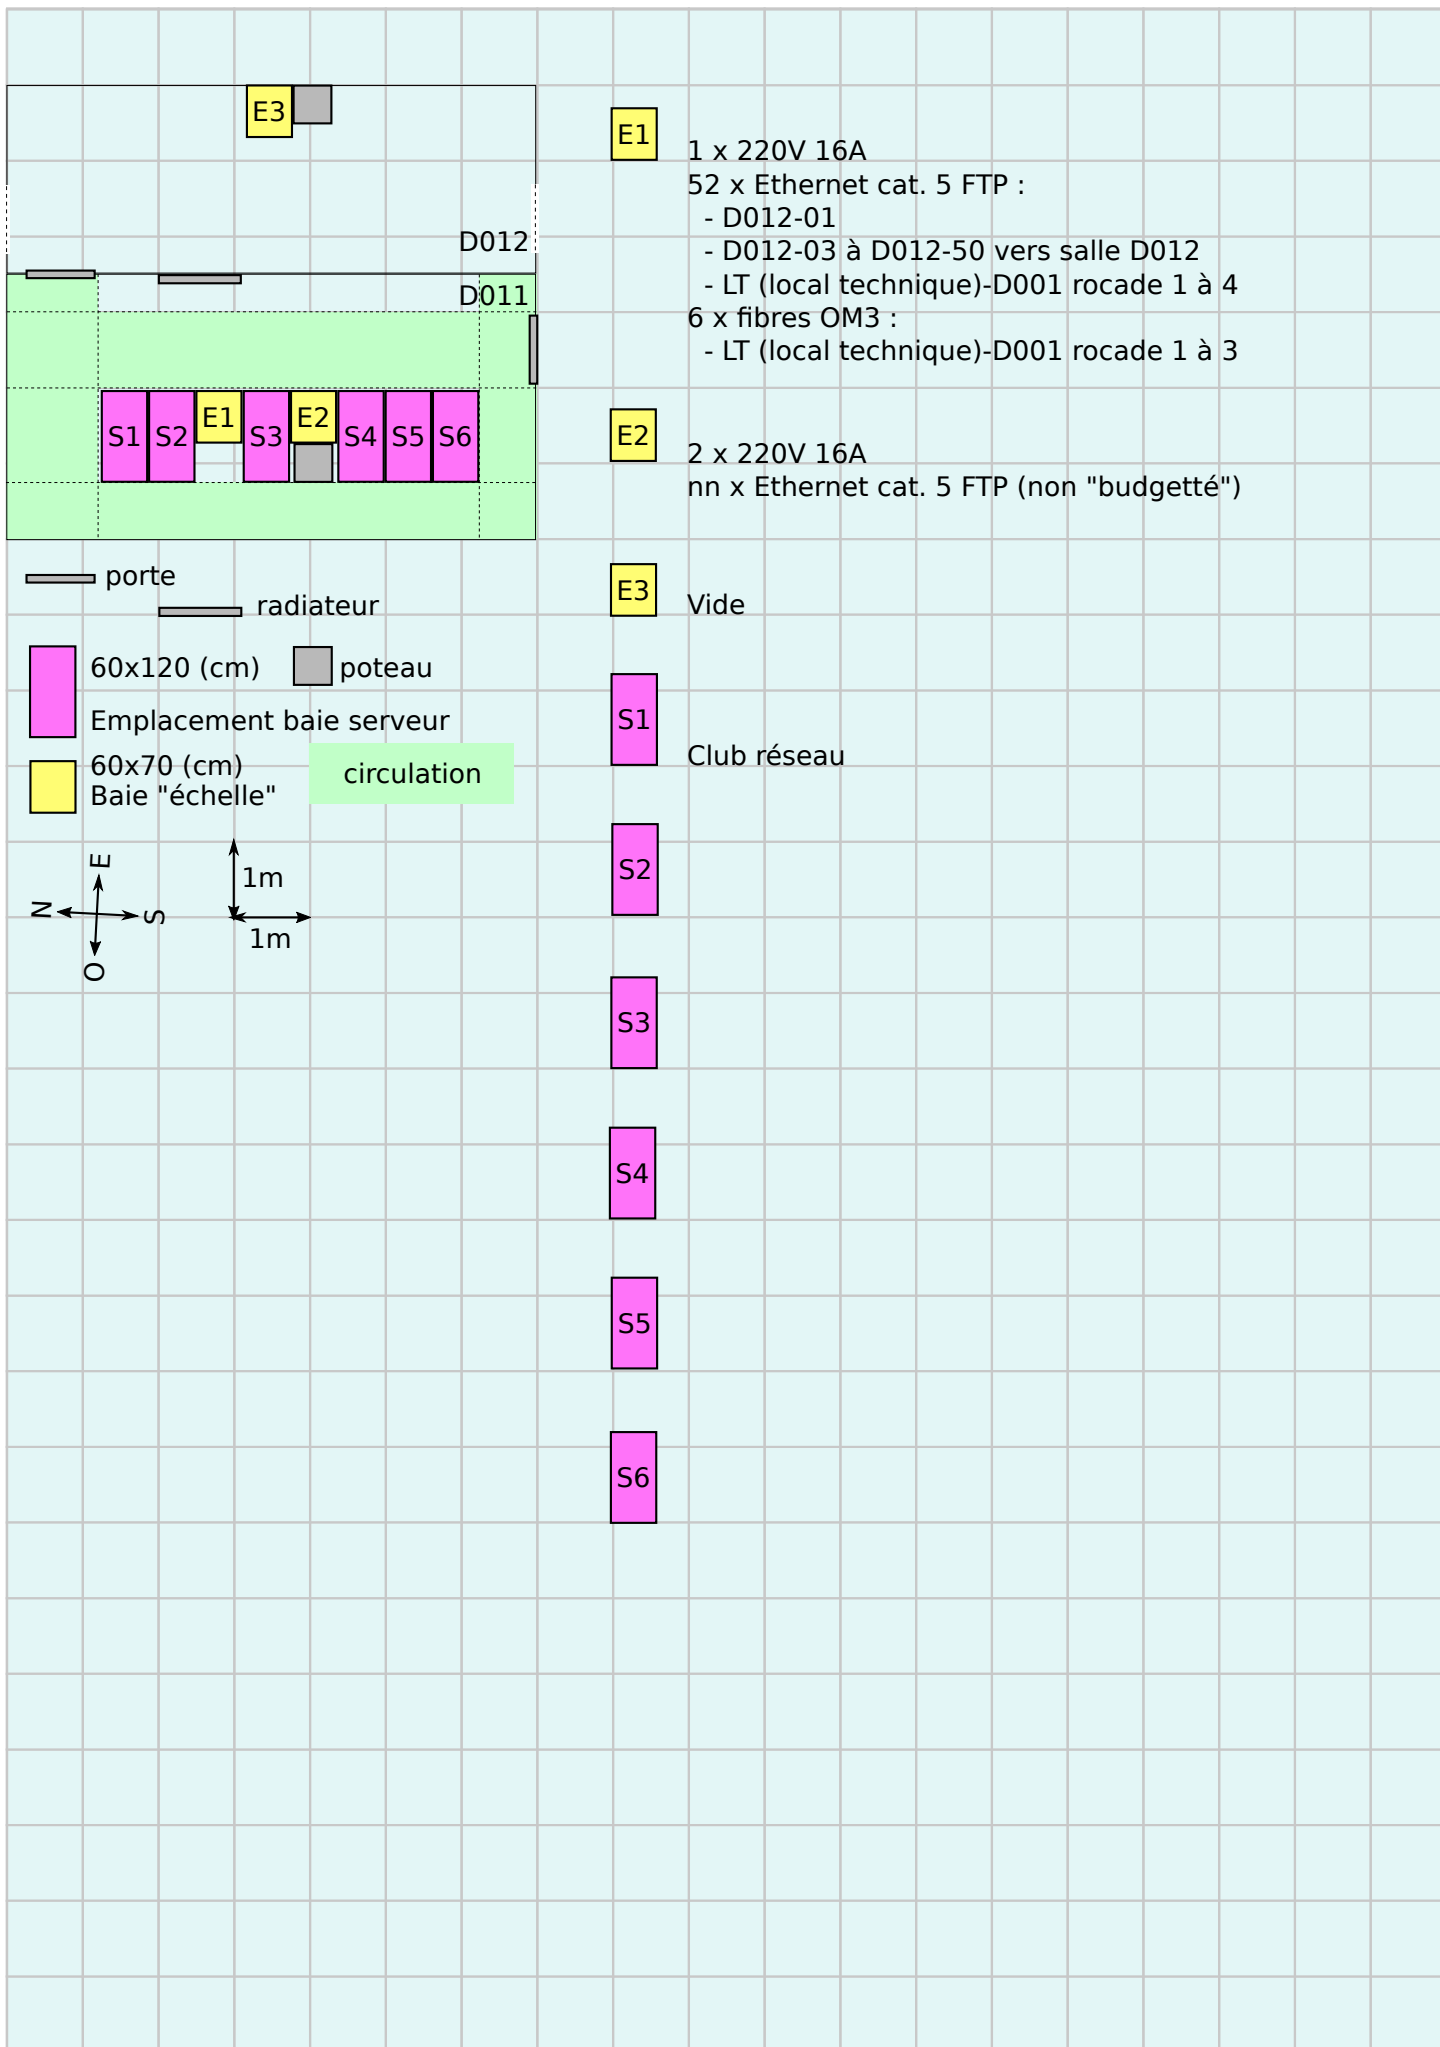 E3
D012
D011
S1 S2 E1 S3 E2 S4 S5 S6
porte
radiateur
60x120 (cm)
poteau
Emplacement baie serveur
60x70 (cm)
Baie "échelle"
circulation
E
N
S
O
1m
1m
E1
1 x 220V 16A
52 x Ethernet cat. 5 FTP :
- D012-01
- D012-03 à D012-50 vers salle D012
- LT (local technique)-D001 rocade 1 à 4
6 x fibres OM3 :
- LT (local technique)-D001 rocade 1 à 3
E2
2 x 220V 16A
nn x Ethernet cat. 5 FTP (non "budgetté")
E3
Vide
S1
Club réseau
S2
S3
S4
S5
S6